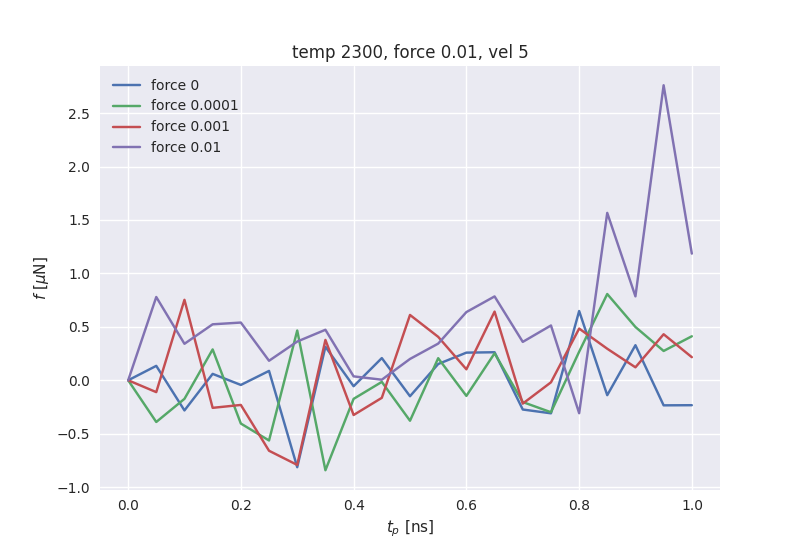 temp 2300, force 0.01, vel 5
force 0
force 0.0001
force 0.001
force 0.01
2.5
2.0
1.5
1.0
0.5
0.0
−0.5
−1.0
f [μN]
0.0 0.2 0.4 0.6 0.8 1.0
t_p [ns]